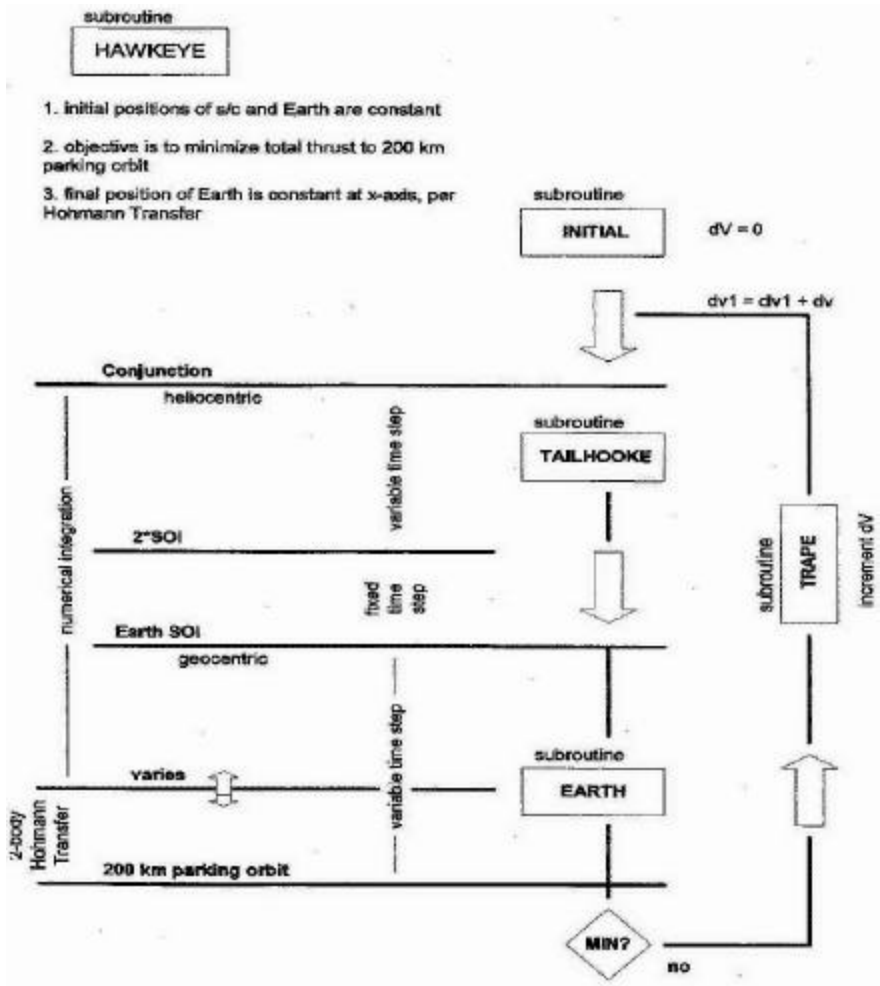 subroutine
HAWKEYE
1. initial positions of s/c and Earth are constant
2. objective is to minimize total thrust to 200 km
parking orbit
3. final position of Earth is constant at x-axis, per
Hohmann Transfer
subroutine
INITIAL
dV = 0
dv1 = dv1 + dv
Conjunction
heliocentric
variable time step
subroutine
TAILHOOKE
numerical integration
2*SOI
fixed
time
step
subroutine
TRAPE
increment dV
Earth SOI
geocentric
variable time step
subroutine
EARTH
varies
2-body
Hohmann
Transfer
200 km parking orbit
MIN?
no